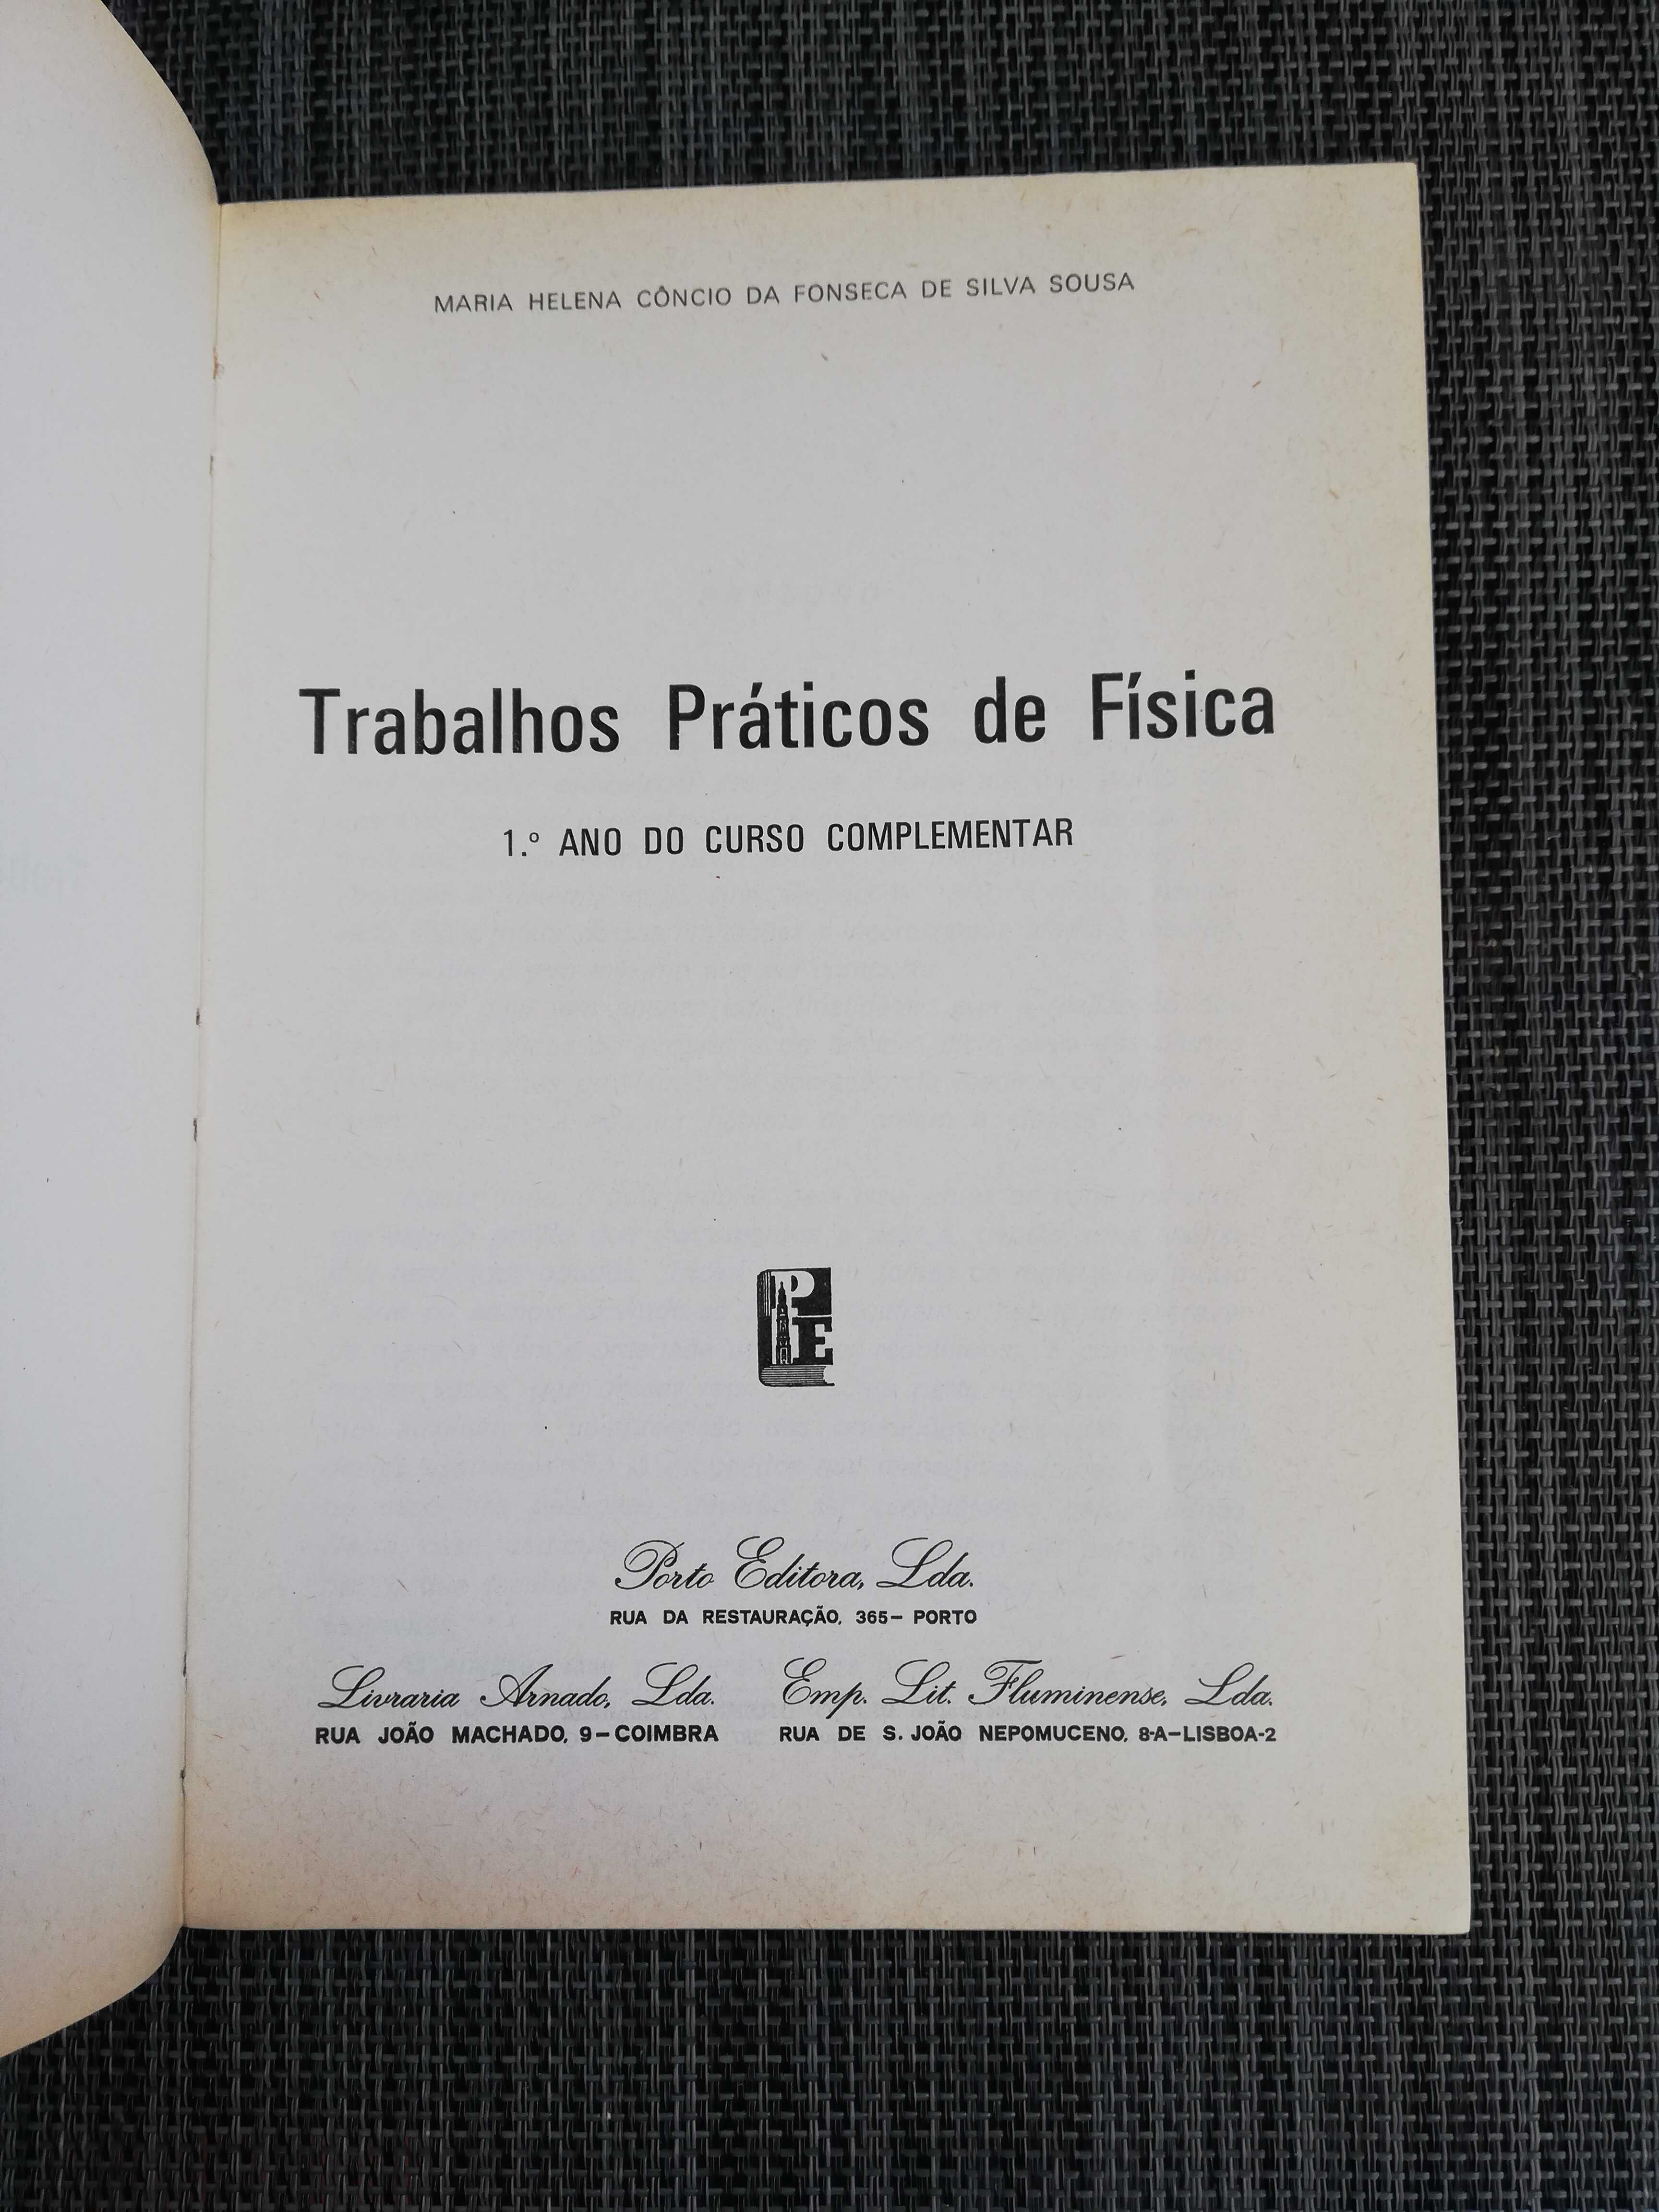 MARIA HELENA CÔNCIO DA FONSECA DE SILVA SOUSA
Trabalhos Práticos de Física
1.º ANO DO CURSO COMPLEMENTAR
P
E
Porto Editora, Lda.
RUA DA RESTAURAÇÃO, 365– PORTO
Livraria Arnado, Lda.
RUA JOÃO MACHADO, 9–COIMBRA
Emp. Lit. Fluminense, Lda.
RUA DE S. JOÃO NEPOMUCENO, 8-A–LISBOA-2